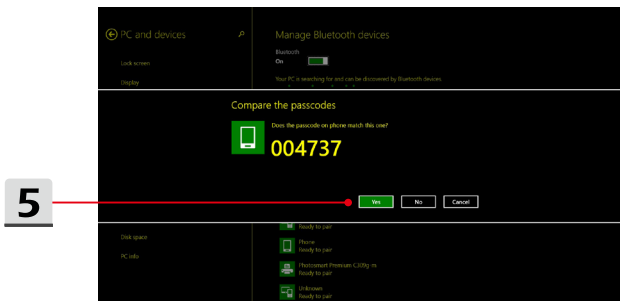 PC and devices
Manage Bluetooth devices
Lock screen
Display
Bluetooth
On
Your PC is searching for and can be discovered by Bluetooth devices.
Compare the passcodes
Does the passcode on phone match this one?
004737
5
Yes
No
Cancel
Disk space
PC info
Ready to pair
Phone
Ready to pair
Photosmart Premium C309g-m
Ready to pair
Unknown
Ready to pair